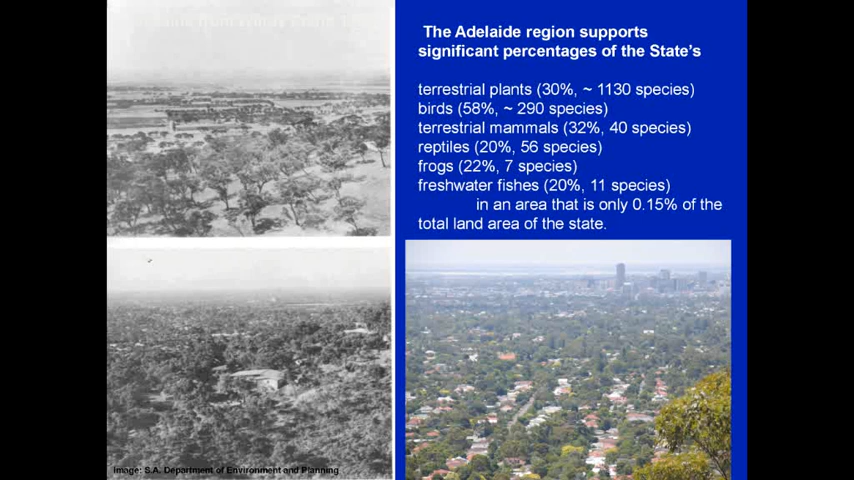 The Adelaide region supports
significant percentages of the State's
terrestrial plants (30%, ~ 1130 species)
birds (58%, ~ 290 species)
terrestrial mammals (32%, 40 species)
reptiles (20%, 56 species)
frogs (22%, 7 species)
freshwater fishes (20%, 11 species)
in an area that is only 0.15% of the
total land area of the state.
Image: S.A. Department of Environment and Planning